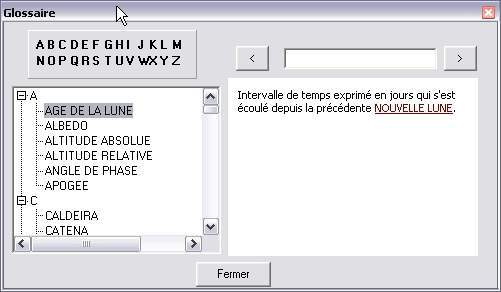 Glossaire
A B C D E F G H I J K L M
N O P Q R S T U V W X Y Z
< >
A
AGE DE LA LUNE
ALBEDO
ALTITUDE ABSOLUE
ALTITUDE RELATIVE
ANGLE DE PHASE
APOGEE
C
CALDEIRA
CATENA
Intervalle de temps exprimé en jours qui s'est
écoulé depuis la précédente NOUVELLE LUNE.
Fermer